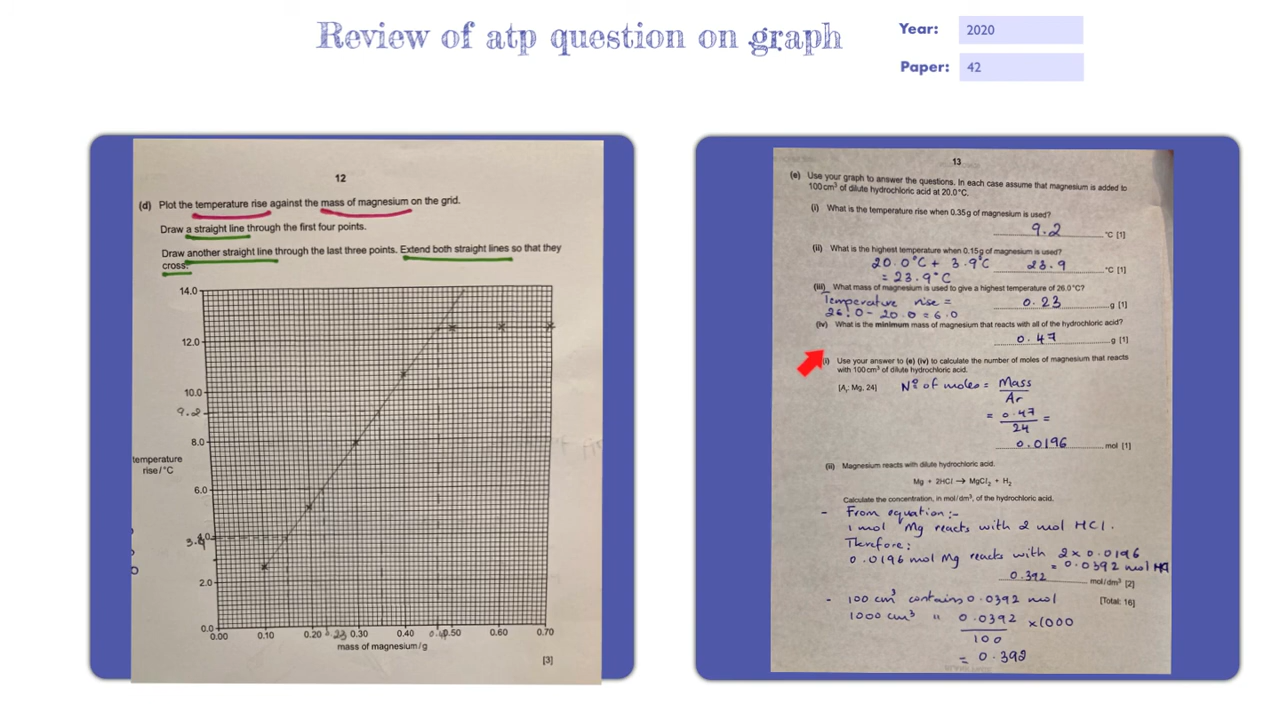 Review of atp question on graph
Year:
2020
Paper:
42
12
(d) Plot the temperature rise against the mass of magnesium on the grid.
Draw a straight line through the first four points.
Draw another straight line through the last three points. Extend both straight lines so that they
cross.
14.0
12.0
10.0
9.2
8.0
temperature
rise/°C
6.0
4.0
3.9
2.0
0.0
0.00 0.10 0.20 0.23 0.30 0.40 0.50 0.60 0.70
mass of magnesium/g
[3]
13
(e) Use your graph to answer the questions. In each case assume that magnesium is added to
100 cm³ of dilute hydrochloric acid at 20.0°C.
(i) What is the temperature rise when 0.35g of magnesium is used?
9.2 °C [1]
(ii) What is the highest temperature when 0.15g of magnesium is used?
20.0°C + 3.9°C 23.9 °C [1]
= 23.9°C
(iii) What mass of magnesium is used to give a highest temperature of 26.0°C?
Temperature rise = 0.23 g [1]
26.0 - 20.0 = 6.0
(iv) What is the minimum mass of magnesium that reacts with all of the hydrochloric acid?
0.47 g [1]
(i) Use your answer to (e) (iv) to calculate the number of moles of magnesium that reacts
with 100 cm³ of dilute hydrochloric acid.
[Aᵣ: Mg, 24] Nº of moles = Mass
Ar
= 0.47 =
24
0.0196 mol [1]
(ii) Magnesium reacts with dilute hydrochloric acid.
Mg + 2HCl → MgCl₂ + H₂
Calculate the concentration, in mol/dm³, of the hydrochloric acid.
- From equation :-
1 mol Mg reacts with 2 mol HCl.
Therefore:
0.0196 mol Mg reacts with 2 x 0.0196
= 0.0392 mol HCl
0.392 mol/dm³ [2]
- 100 cm³ contains 0.0392 mol [Total: 16]
1000 cm³ " 0.0392 x 1000
100
= 0.392